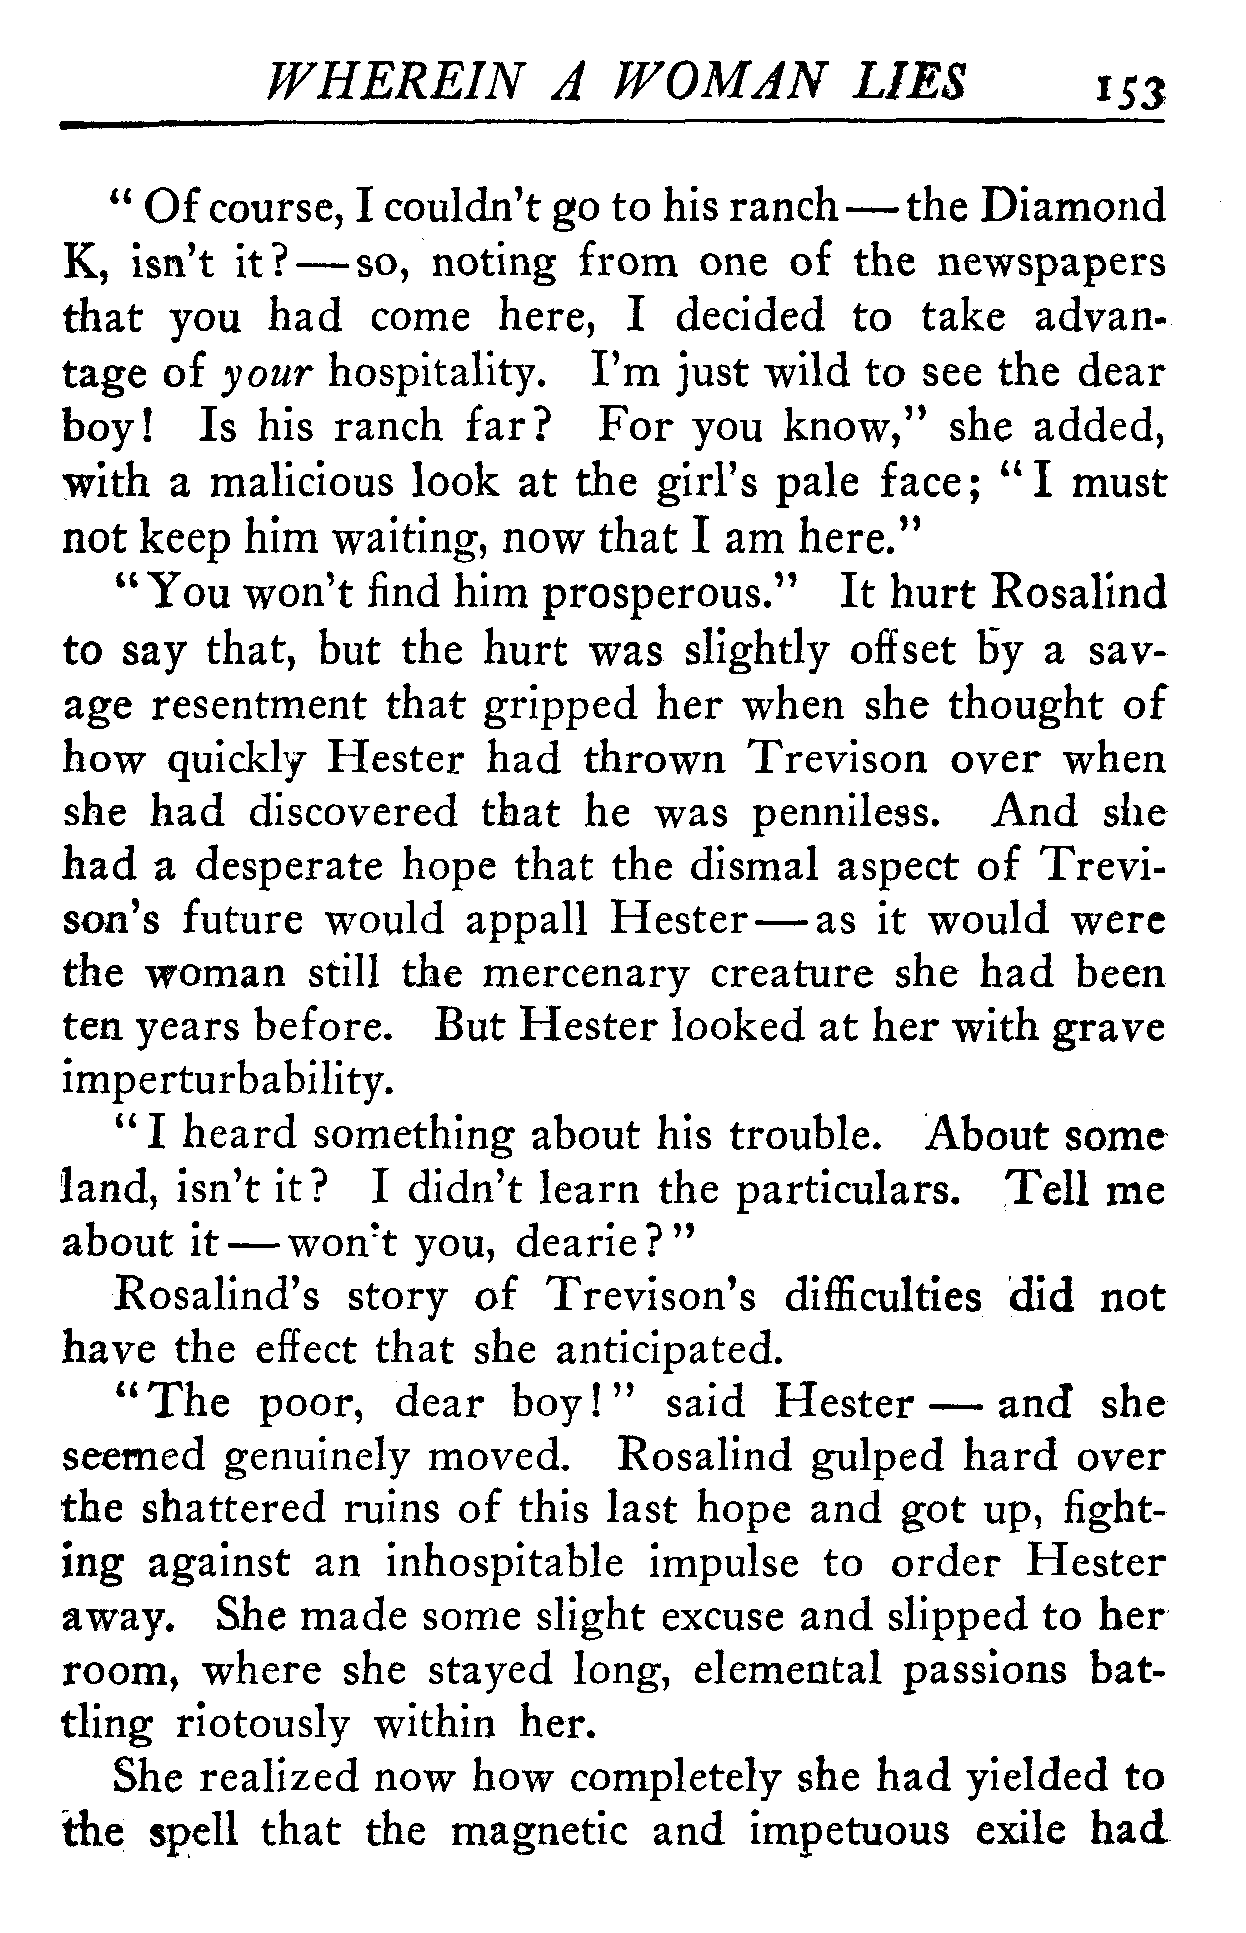 WHEREIN A WOMAN LIES 153
“Of course, I couldn't go to his ranch—the Diamond
K, isn't it?—so, noting from one of the newspapers
that you had come here, I decided to take advan-
tage of your hospitality. I'm just wild to see the dear
boy! Is his ranch far? For you know,” she added,
with a malicious look at the girl's pale face; “I must
not keep him waiting, now that I am here.”
“You won't find him prosperous.” It hurt Rosalind
to say that, but the hurt was slightly offset by a sav-
age resentment that gripped her when she thought of
how quickly Hester had thrown Trevison over when
she had discovered that he was penniless. And she
had a desperate hope that the dismal aspect of Trevi-
son's future would appall Hester—as it would were
the woman still the mercenary creature she had been
ten years before. But Hester looked at her with grave
imperturbability.
“I heard something about his trouble. About some
land, isn't it? I didn't learn the particulars. Tell me
about it—won't you, dearie?”
Rosalind's story of Trevison's difficulties did not
have the effect that she anticipated.
“The poor, dear boy!” said Hester — and she
seemed genuinely moved. Rosalind gulped hard over
the shattered ruins of this last hope and got up, fight-
ing against an inhospitable impulse to order Hester
away. She made some slight excuse and slipped to her
room, where she stayed long, elemental passions bat-
tling riotously within her.
She realized now how completely she had yielded to
the spell that the magnetic and impetuous exile had